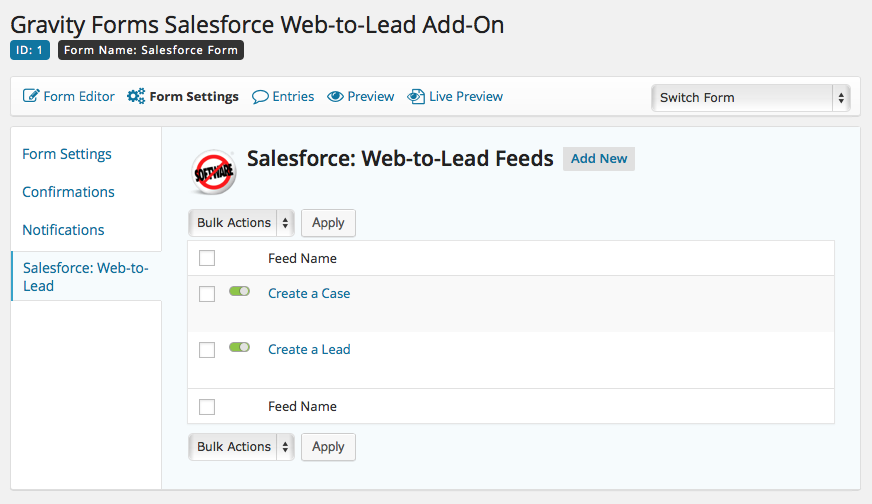 Gravity Forms Salesforce Web-to-Lead Add-On
ID: 1 Form Name: Salesforce Form
Form Editor Form Settings Entries Preview Live Preview Switch Form
Form Settings
Confirmations
Notifications
Salesforce: Web-to-
Lead
SOFTWARE
Salesforce: Web-to-Lead Feeds Add New
Bulk Actions Apply
Feed Name
Create a Case
Create a Lead
Feed Name
Bulk Actions Apply